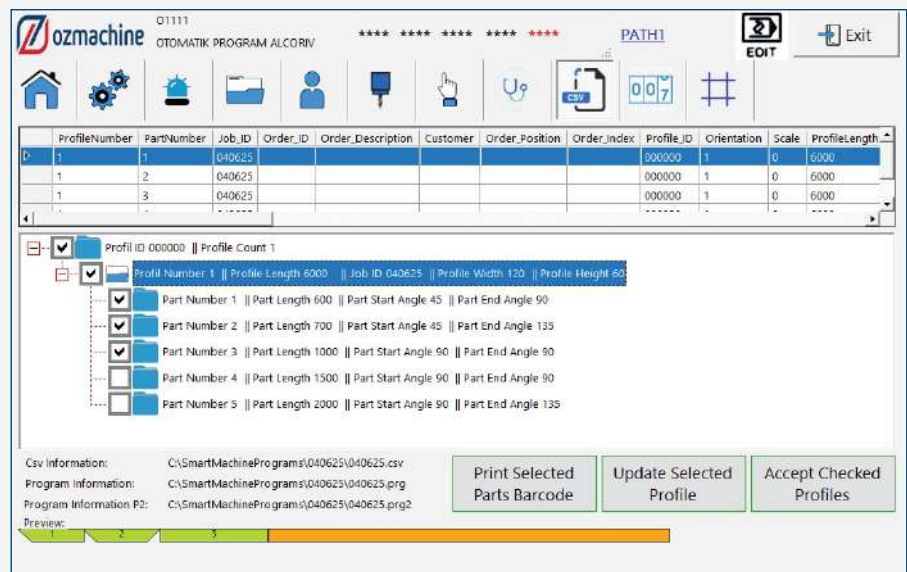 ozmachine
O1111
OTOMATIK PROGRAM ALCORIV
**** **** **** **** ****
PATH1
EDIT
Exit
CSV
007
ProfileNumber PartNumber Job_ID Order_ID Order_Description Customer Order_Position Order_Index Profile_ID Orientation Scale ProfileLength
1 1 040625 000000 1 0 6000
1 2 040625 000000 1 0 6000
1 3 040625 000000 1 0 6000
Profil ID 000000 || Profile Count 1
Profil Number 1 || Profile Length 6000 || Job ID 040625 || Profile Width 120 || Profile Height 60
Part Number 1 || Part Length 600 || Part Start Angle 45 || Part End Angle 90
Part Number 2 || Part Length 700 || Part Start Angle 45 || Part End Angle 135
Part Number 3 || Part Length 1000 || Part Start Angle 90 || Part End Angle 90
Part Number 4 || Part Length 1500 || Part Start Angle 90 || Part End Angle 90
Part Number 5 || Part Length 2000 || Part Start Angle 90 || Part End Angle 135
Csv Information: C:\SmartMachinePrograms\040625\040625.csv
Program Information: C:\SmartMachinePrograms\040625\040625.prg
Program Information P2: C:\SmartMachinePrograms\040625\040625.prg2
Print Selected
Parts Barcode
Update Selected
Profile
Accept Checked
Profiles
Preview:
1 2 3